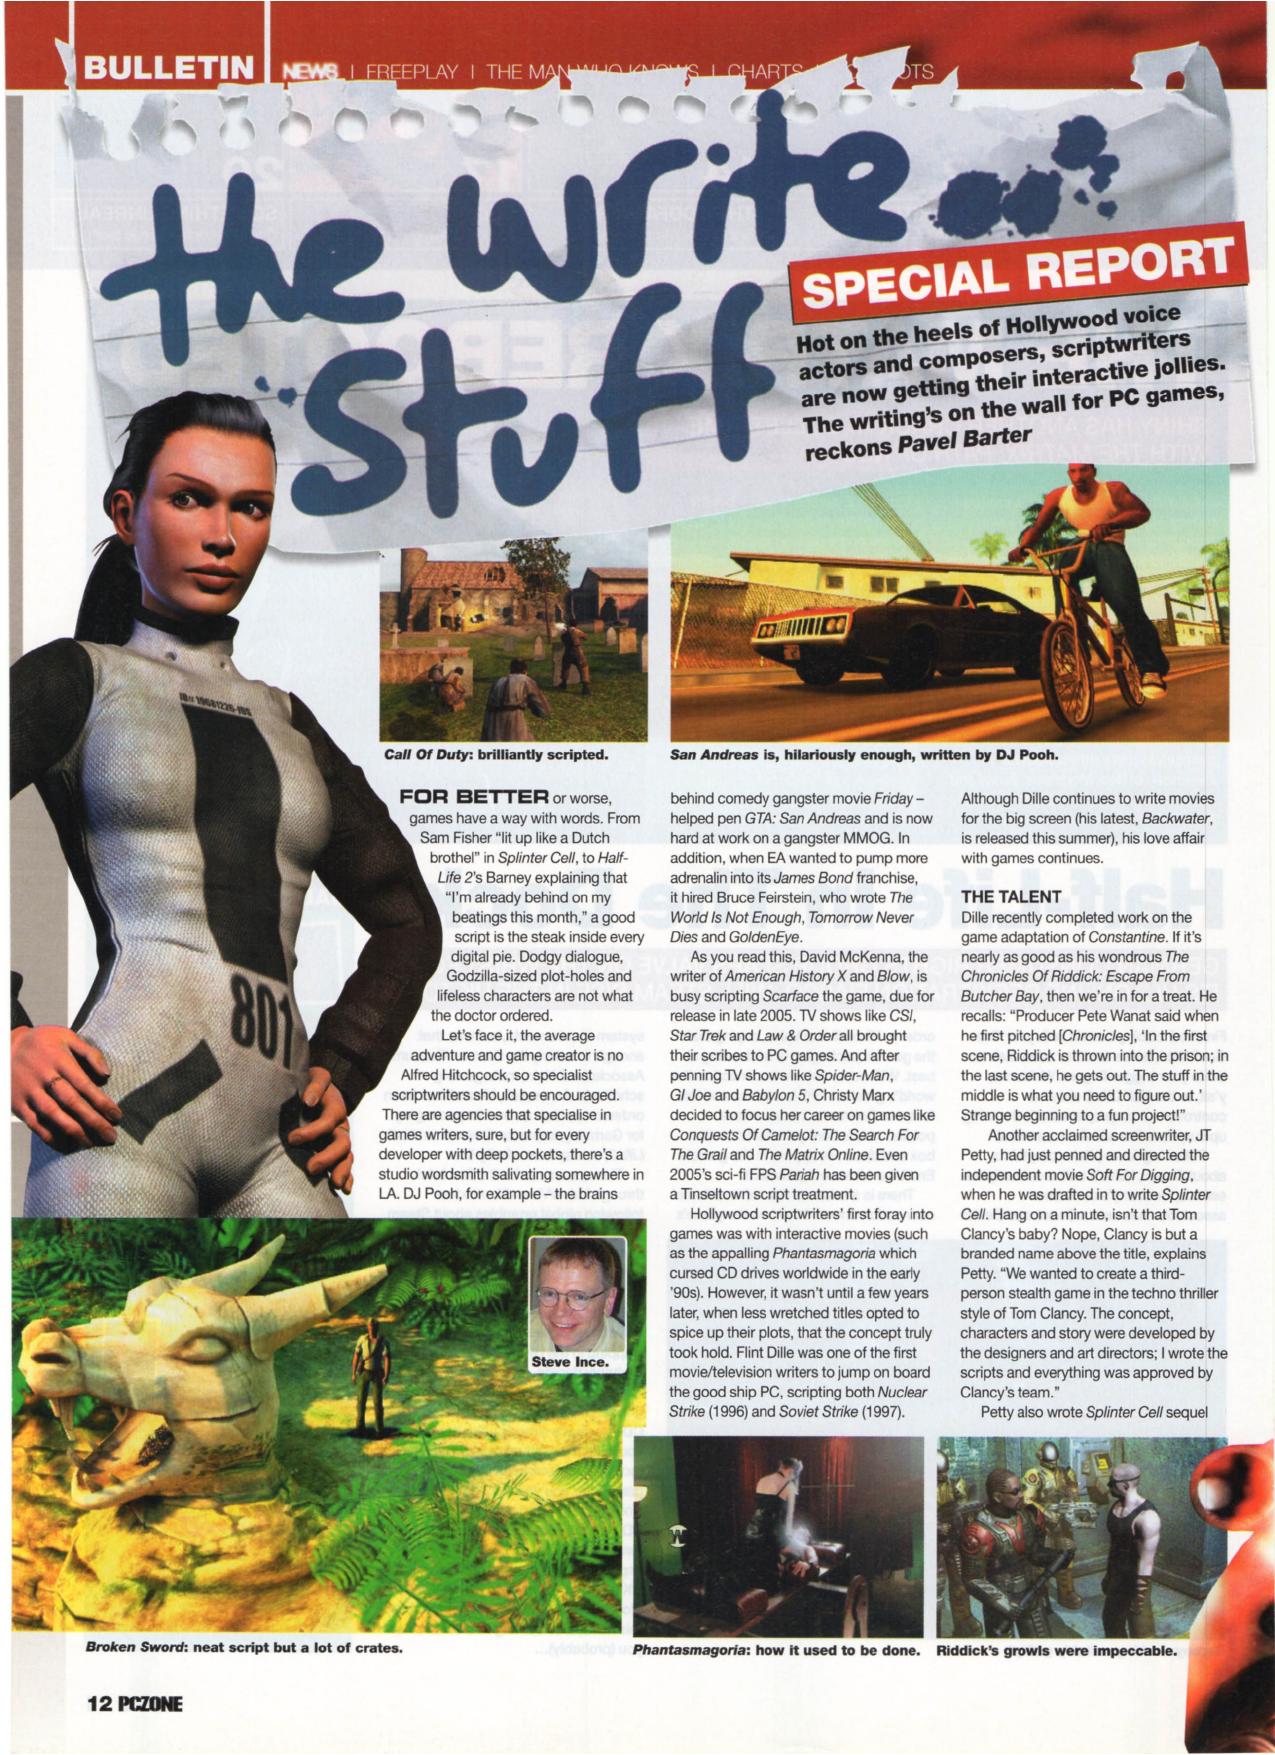 BULLETIN
NEWS | FREEPLAY | THE MAN WHO KNOWS | CHARTS
the write
stuff
SPECIAL REPORT
Hot on the heels of Hollywood voice
actors and composers, scriptwriters
are now getting their interactive jollies.
The writing's on the wall for PC games,
reckons Pavel Barter
801
Call Of Duty: brilliantly scripted.
San Andreas is, hilariously enough, written by DJ Pooh.
FOR BETTER or worse,
games have a way with words. From
Sam Fisher "lit up like a Dutch
brothel" in Splinter Cell, to Half-
Life 2's Barney explaining that
"I'm already behind on my
beatings this month," a good
script is the steak inside every
digital pie. Dodgy dialogue,
Godzilla-sized plot-holes and
lifeless characters are not what
the doctor ordered.
Let's face it, the average
adventure and game creator is no
Alfred Hitchcock, so specialist
scriptwriters should be encouraged.
There are agencies that specialise in
games writers, sure, but for every
developer with deep pockets, there's a
studio wordsmith salivating somewhere in
LA. DJ Pooh, for example – the brains
behind comedy gangster movie Friday –
helped pen GTA: San Andreas and is now
hard at work on a gangster MMOG. In
addition, when EA wanted to pump more
adrenalin into its James Bond franchise,
it hired Bruce Feirstein, who wrote The
World Is Not Enough, Tomorrow Never
Dies and GoldenEye.
As you read this, David McKenna, the
writer of American History X and Blow, is
busy scripting Scarface the game, due for
release in late 2005. TV shows like CSI,
Star Trek and Law & Order all brought
their scribes to PC games. And after
penning TV shows like Spider-Man,
GI Joe and Babylon 5, Christy Marx
decided to focus her career on games like
Conquests Of Camelot: The Search For
The Grail and The Matrix Online. Even
2005's sci-fi FPS Pariah has been given
a Tinseltown script treatment.
Hollywood scriptwriters' first foray into
games was with interactive movies (such
as the appalling Phantasmagoria which
cursed CD drives worldwide in the early
'90s). However, it wasn't until a few years
later, when less wretched titles opted to
spice up their plots, that the concept truly
took hold. Flint Dille was one of the first
movie/television writers to jump on board
the good ship PC, scripting both Nuclear
Strike (1996) and Soviet Strike (1997).
Although Dille continues to write movies
for the big screen (his latest, Backwater,
is released this summer), his love affair
with games continues.
THE TALENT
Dille recently completed work on the
game adaptation of Constantine. If it's
nearly as good as his wondrous The
Chronicles Of Riddick: Escape From
Butcher Bay, then we're in for a treat. He
recalls: "Producer Pete Wanat said when
he first pitched [Chronicles], 'In the first
scene, Riddick is thrown into the prison; in
the last scene, he gets out. The stuff in the
middle is what you need to figure out.'
Strange beginning to a fun project!"
Another acclaimed screenwriter, JT
Petty, had just penned and directed the
independent movie Soft For Digging,
when he was drafted in to write Splinter
Cell. Hang on a minute, isn't that Tom
Clancy's baby? Nope, Clancy is but a
branded name above the title, explains
Petty. "We wanted to create a third-
person stealth game in the techno thriller
style of Tom Clancy. The concept,
characters and story were developed by
the designers and art directors; I wrote the
scripts and everything was approved by
Clancy's team."
Petty also wrote Splinter Cell sequel
Steve Ince.
Broken Sword: neat script but a lot of crates.
Phantasmagoria: how it used to be done.
Riddick's growls were impeccable.
12 PCZONE